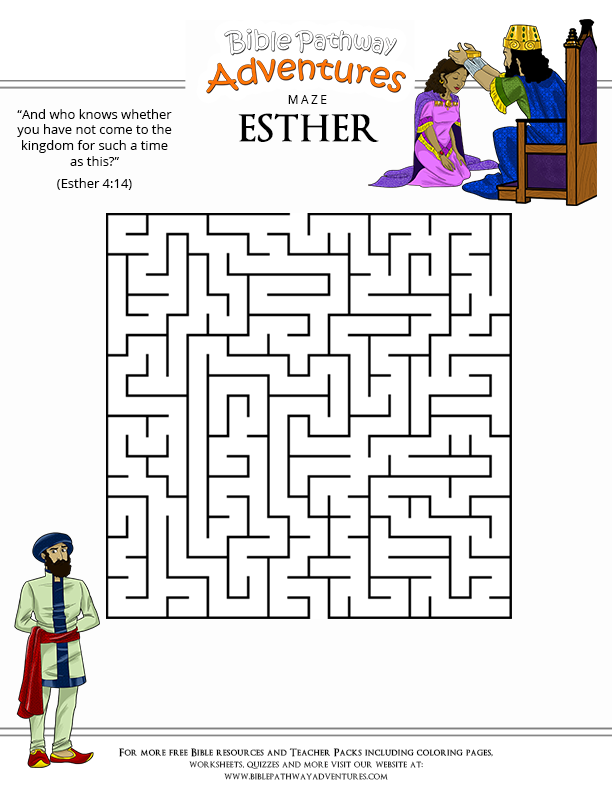 Bible Pathway
Adventures
MAZE
ESTHER
“And who knows whether
you have not come to the
kingdom for such a time
as this?”
(Esther 4:14)
For more free Bible resources and Teacher Packs including coloring pages,
worksheets, quizzes and more visit our website at:
www.biblepathwayadventures.com